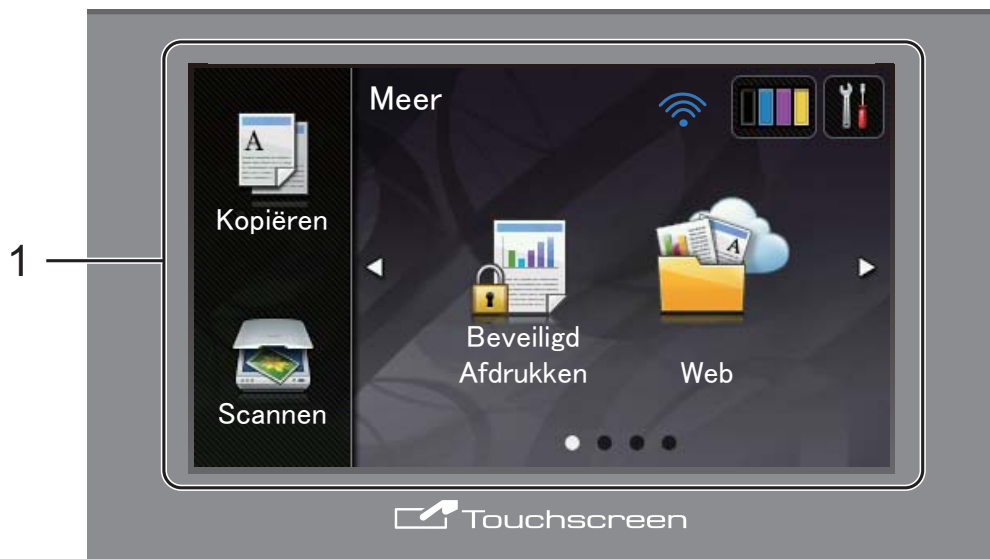 Meer
Kopiëren
1
Beveiligd
Afdrukken
Web
Scannen
Touchscreen